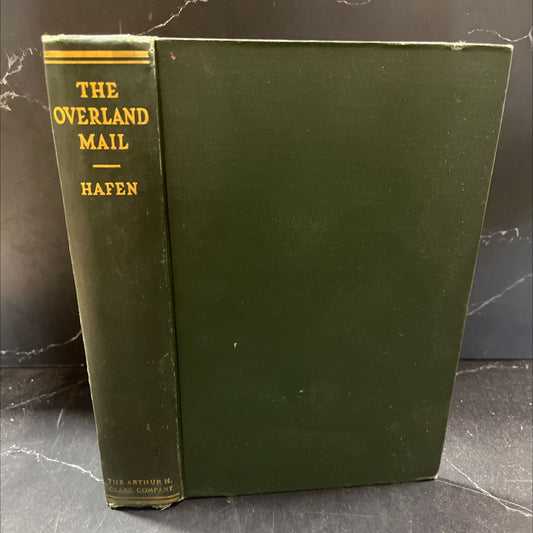 THE
OVERLAND
MAIL
HAFEN
THE ARTHUR H.
CLARK COMPANY